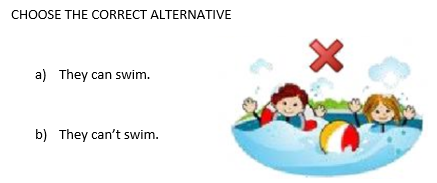 CHOOSE THE CORRECT ALTERNATIVE
a) They can swim.
b) They can’t swim.